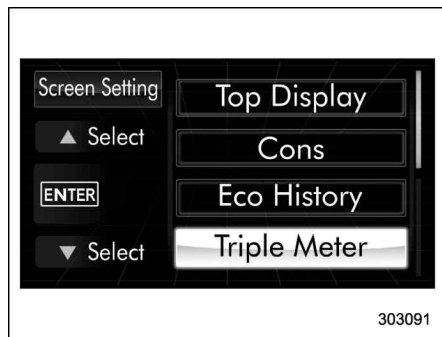 Screen Setting
▲ Select
ENTER
▼ Select
Top Display
Cons
Eco History
Triple Meter
303091